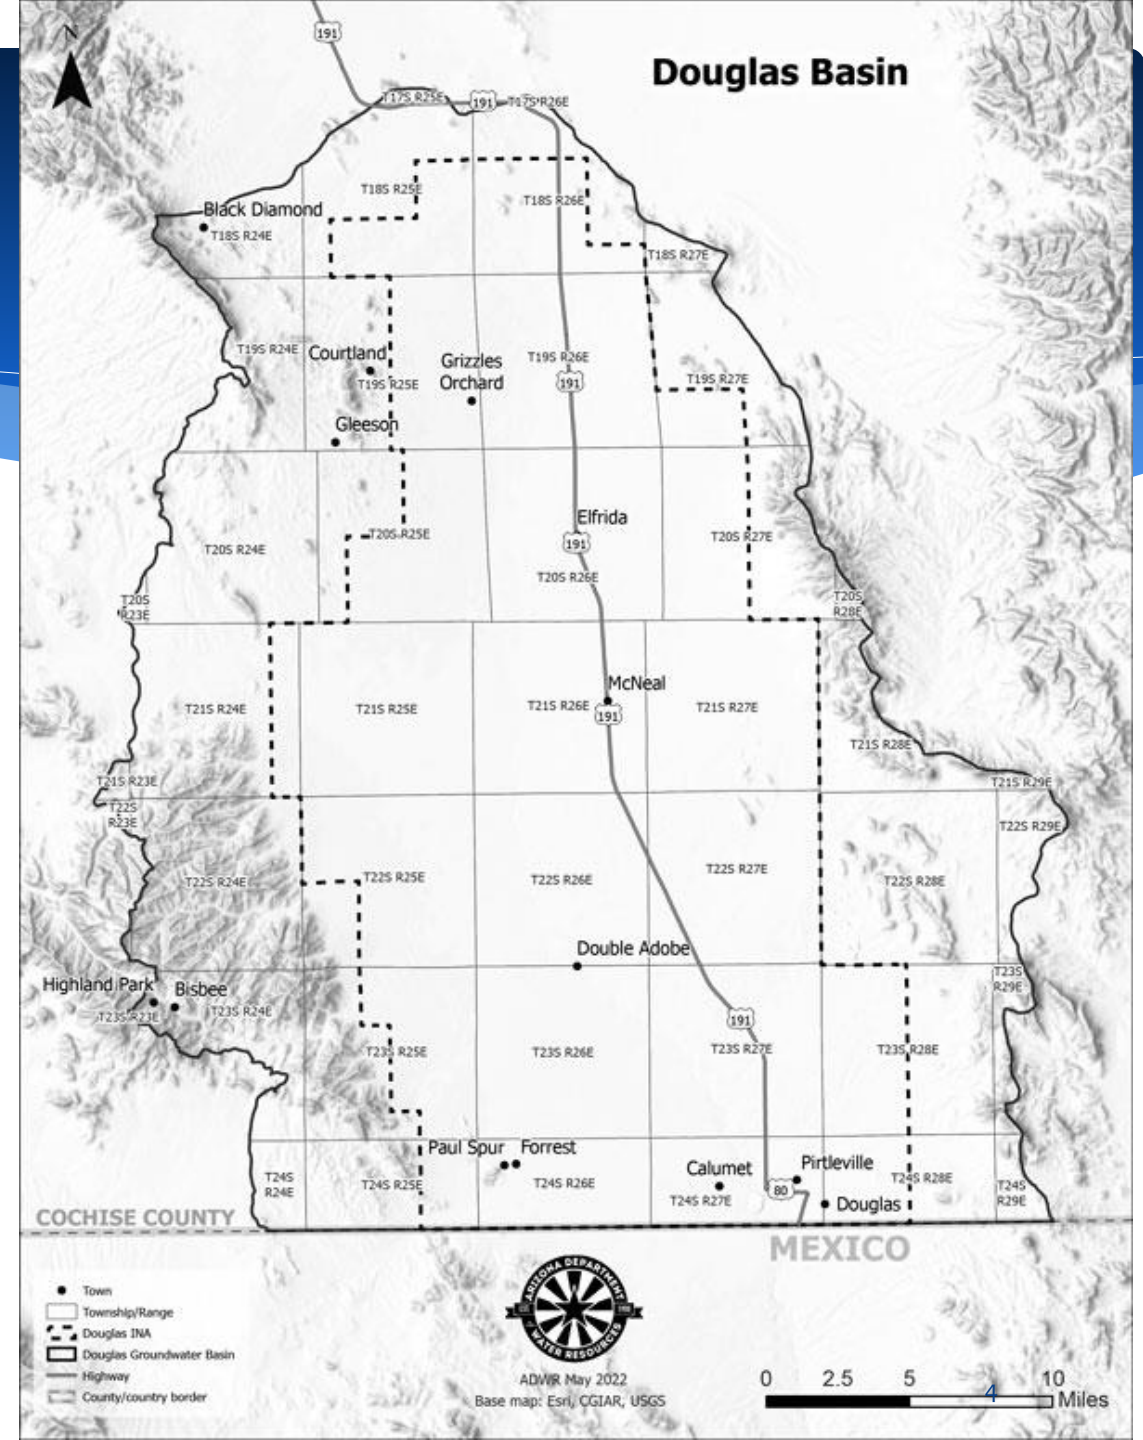 N
191
Douglas Basin
T17S R25E
191
T17S R26E
T18S R25E
T18S R26E
Black Diamond
T18S R24E
T18S R27E
T19S R24E
Courtland
T19S R25E
Grizzles
Orchard
T19S R26E
191
T19S R27E
Gleeson
Elfrida
191
T20S R24E
T20S R25E
T20S R26E
T20S R27E
T20S
R23E
T20S
R28E
McNeal
191
T21S R24E
T21S R25E
T21S R26E
T21S R27E
T21S R28E
T21S R23E
T21S R29E
T22S
R23E
T22S R29E
T22S R24E
T22S R25E
T22S R26E
T22S R27E
T22S R28E
Double Adobe
Highland Park
Bisbee
T23S R23E
T23S R24E
T23S
R29E
191
T23S R25E
T23S R26E
T23S R27E
T23S R28E
Paul Spur
Forrest
Calumet
Pirtleville
80
Douglas
T24S
R24E
T24S R25E
T24S R26E
T24S R27E
T24S R28E
T24S
R29E
COCHISE COUNTY
MEXICO
Town
Township/Range
Douglas INA
Douglas Groundwater Basin
Highway
County/country border
ARIZONA DEPARTMENT
EST. 1980
of WATER RESOURCES
ADWR May 2022
Base map: Esri, CGIAR, USGS
0 2.5 5 10
Miles
4